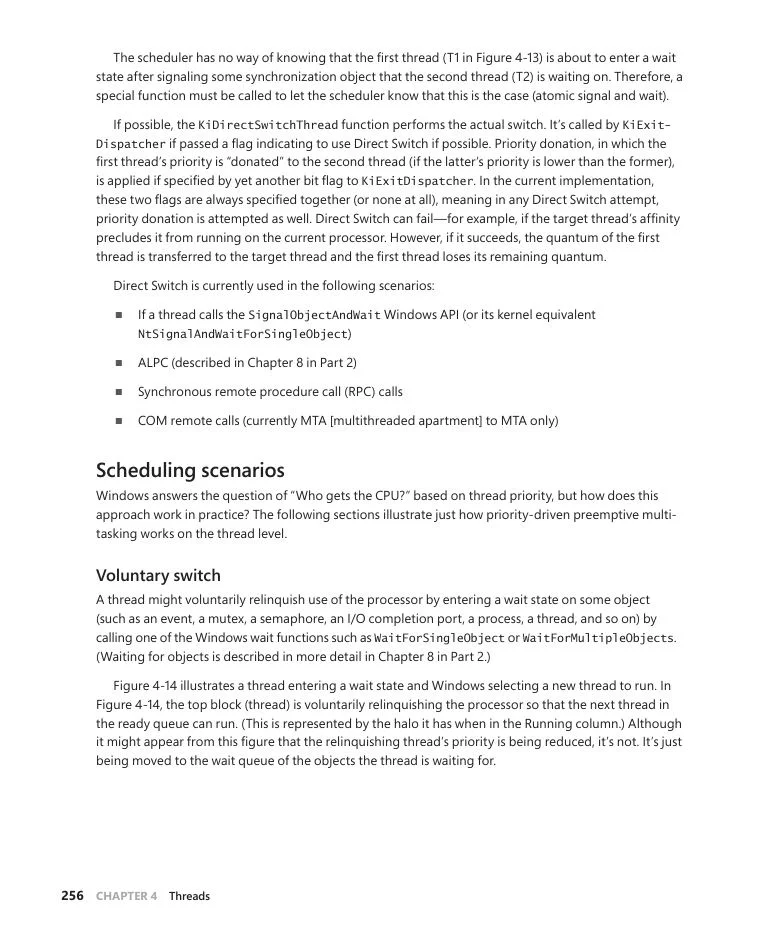 The scheduler has no way of knowing that the first thread (T1 in Figure 4-13) is about to enter a wait
state after signaling some synchronization object that the second thread (T2) is waiting on. Therefore, a
special function must be called to let the scheduler know that this is the case (atomic signal and wait).
If possible, the KiDirectSwitchThread function performs the actual switch. It's called by KiExit-
Dispatcher if passed a flag indicating to use Direct Switch if possible. Priority donation, in which the
first thread's priority is “donated” to the second thread (if the latter's priority is lower than the former),
is applied if specified by yet another bit flag to KiExitDispatcher. In the current implementation,
these two flags are always specified together (or none at all), meaning in any Direct Switch attempt,
priority donation is attempted as well. Direct Switch can fail—for example, if the target thread's affinity
precludes it from running on the current processor. However, if it succeeds, the quantum of the first
thread is transferred to the target thread and the first thread loses its remaining quantum.
Direct Switch is currently used in the following scenarios:
■ If a thread calls the SignalObjectAndWait Windows API (or its kernel equivalent
NtSignalAndWaitForSingleObject)
■ ALPC (described in Chapter 8 in Part 2)
■ Synchronous remote procedure call (RPC) calls
■ COM remote calls (currently MTA [multithreaded apartment] to MTA only)
Scheduling scenarios
Windows answers the question of “Who gets the CPU?” based on thread priority, but how does this
approach work in practice? The following sections illustrate just how priority-driven preemptive multi-
tasking works on the thread level.
Voluntary switch
A thread might voluntarily relinquish use of the processor by entering a wait state on some object
(such as an event, a mutex, a semaphore, an I/O completion port, a process, a thread, and so on) by
calling one of the Windows wait functions such as WaitForSingleObject or WaitForMultipleObjects.
(Waiting for objects is described in more detail in Chapter 8 in Part 2.)
Figure 4-14 illustrates a thread entering a wait state and Windows selecting a new thread to run. In
Figure 4-14, the top block (thread) is voluntarily relinquishing the processor so that the next thread in
the ready queue can run. (This is represented by the halo it has when in the Running column.) Although
it might appear from this figure that the relinquishing thread's priority is being reduced, it's not. It's just
being moved to the wait queue of the objects the thread is waiting for.
256 CHAPTER 4 Threads